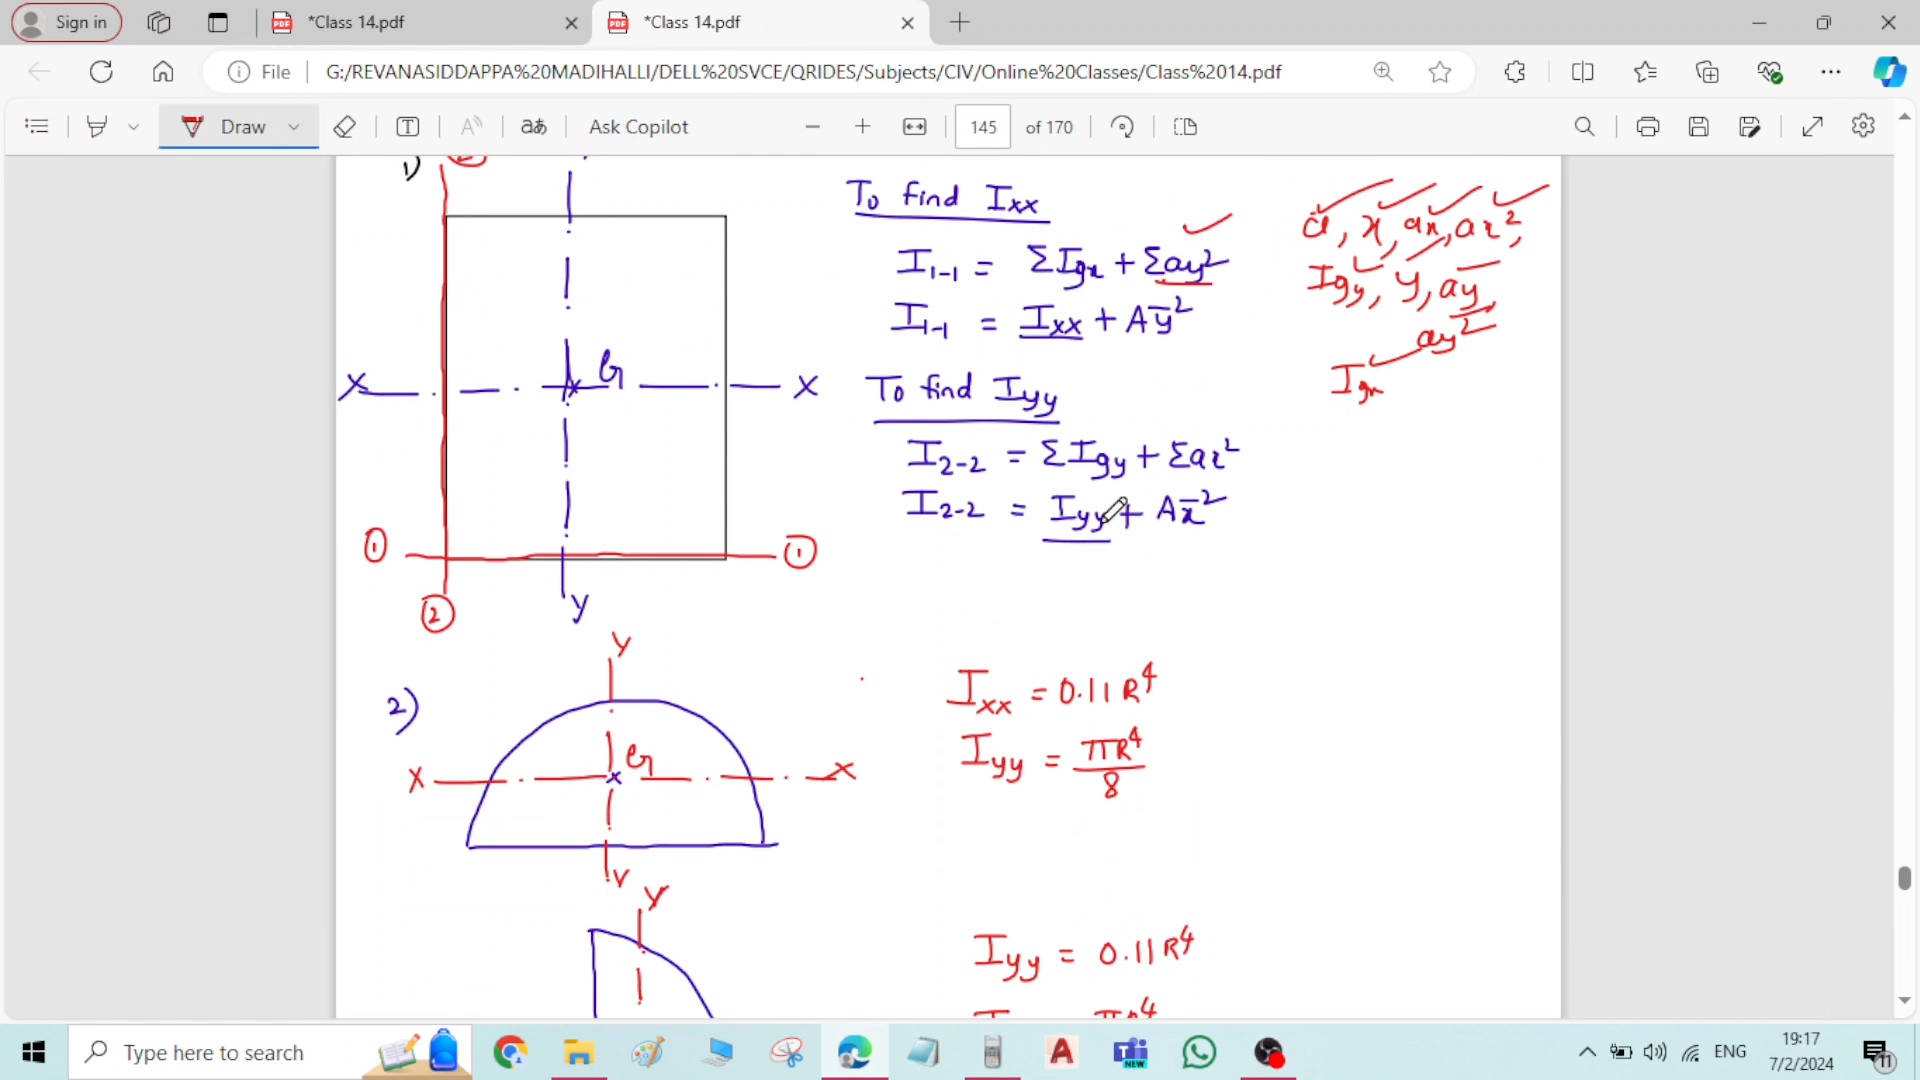 Sign in
*Class 14.pdf
*Class 14.pdf
File
G:/REVANASIDDAPPA%20MADIHALLI/DELL%20SVCE/QRIDES/Subjects/CIV/Online%20Classes/Class%2014.pdf
Draw
Ask Copilot
145 of 170
1)
To find Ixx
I1-1 = ΣIgx + Σay²
I1-1 = Ixx + Aȳ²
To find Iyy
I2-2 = ΣIgy + Σax²
I2-2 = Iyy + Ax̄²
a, x, ax, ax²,
Igy, y, ay,
ay²
Igx
G
X X
① ①
②
y
2)
y
G
X X
Ixx = 0.11 R⁴
Iyy = πR⁴/8
y
Iyy = 0.11 R⁴
πR⁴
Type here to search
ENG
19:17
7/2/2024
11